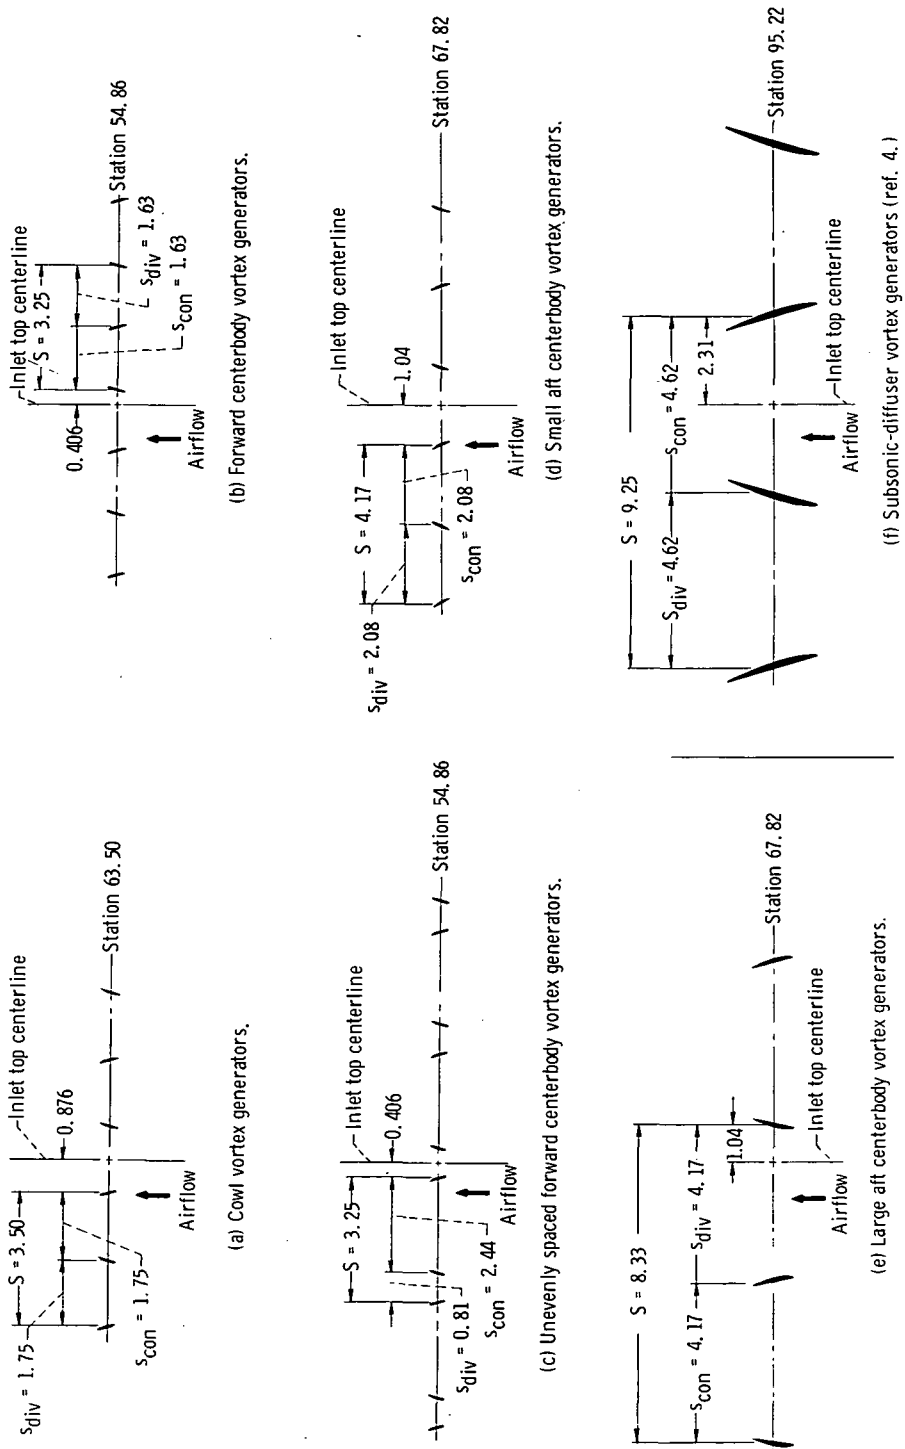 Inlet top centerline
0.876
S = 3.50
s_div = 1.75
s_con = 1.75
Station 63.50
Airflow
(a) Cowl vortex generators.
Inlet top centerline
0.406
S = 3.25
s_div = 1.63
s_con = 1.63
Station 54.86
Airflow
(b) Forward centerbody vortex generators.
Inlet top centerline
0.406
S = 3.25
s_div = 0.81
s_con = 2.44
Station 54.86
Airflow
(c) Unevenly spaced forward centerbody vortex generators.
Inlet top centerline
1.04
S = 4.17
s_div = 2.08
s_con = 2.08
Station 67.82
Airflow
(d) Small aft centerbody vortex generators.
S = 8.33
s_con = 4.17
s_div = 4.17
1.04
Station 67.82
Inlet top centerline
Airflow
(e) Large aft centerbody vortex generators.
S = 9.25
S_div = 4.62
s_con = 4.62
2.31
Station 95.22
Inlet top centerline
Airflow
(f) Subsonic-diffuser vortex generators (ref. 4.)